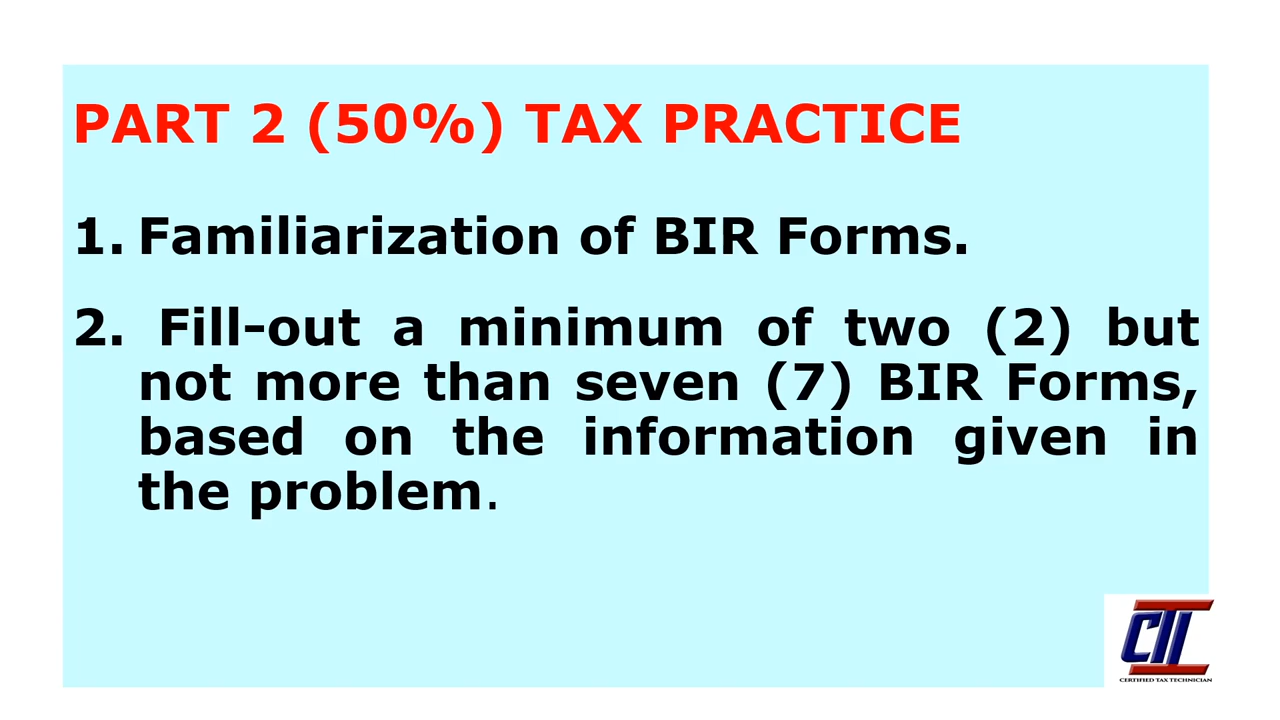 PART 2 (50%) TAX PRACTICE
1. Familiarization of BIR Forms.
2. Fill-out a minimum of two (2) but
not more than seven (7) BIR Forms,
based on the information given in
the problem.
CTT
CERTIFIED TAX TECHNICIAN